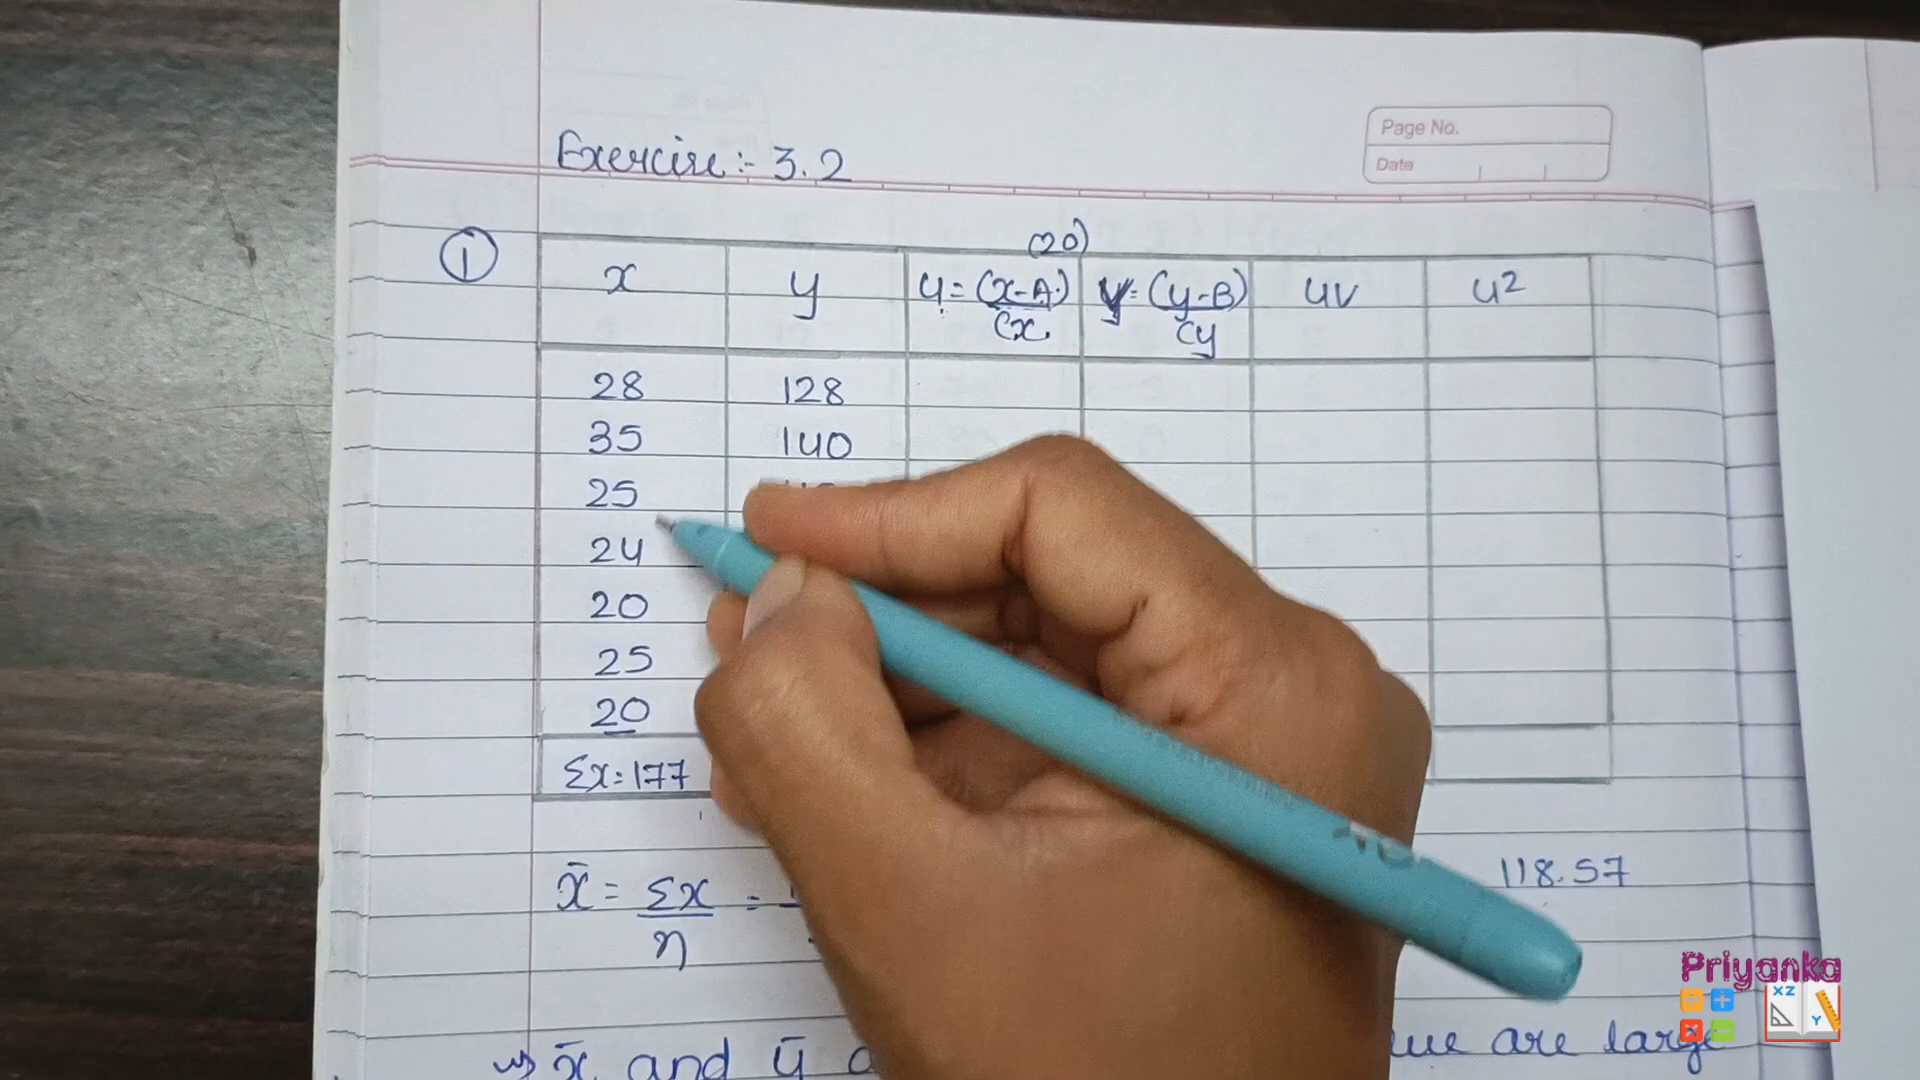 Page No.
Date
Exercise:- 3.2
(20)
① x y u = (x-A) / Cx v = (y-B) / Cy uv u²
28 128
35 140
25
24
20
25
20
Σx = 177
118.57
x̄ = Σx / n =
Priyanka
XZ
Y
⇒ x̄ and ȳ are large